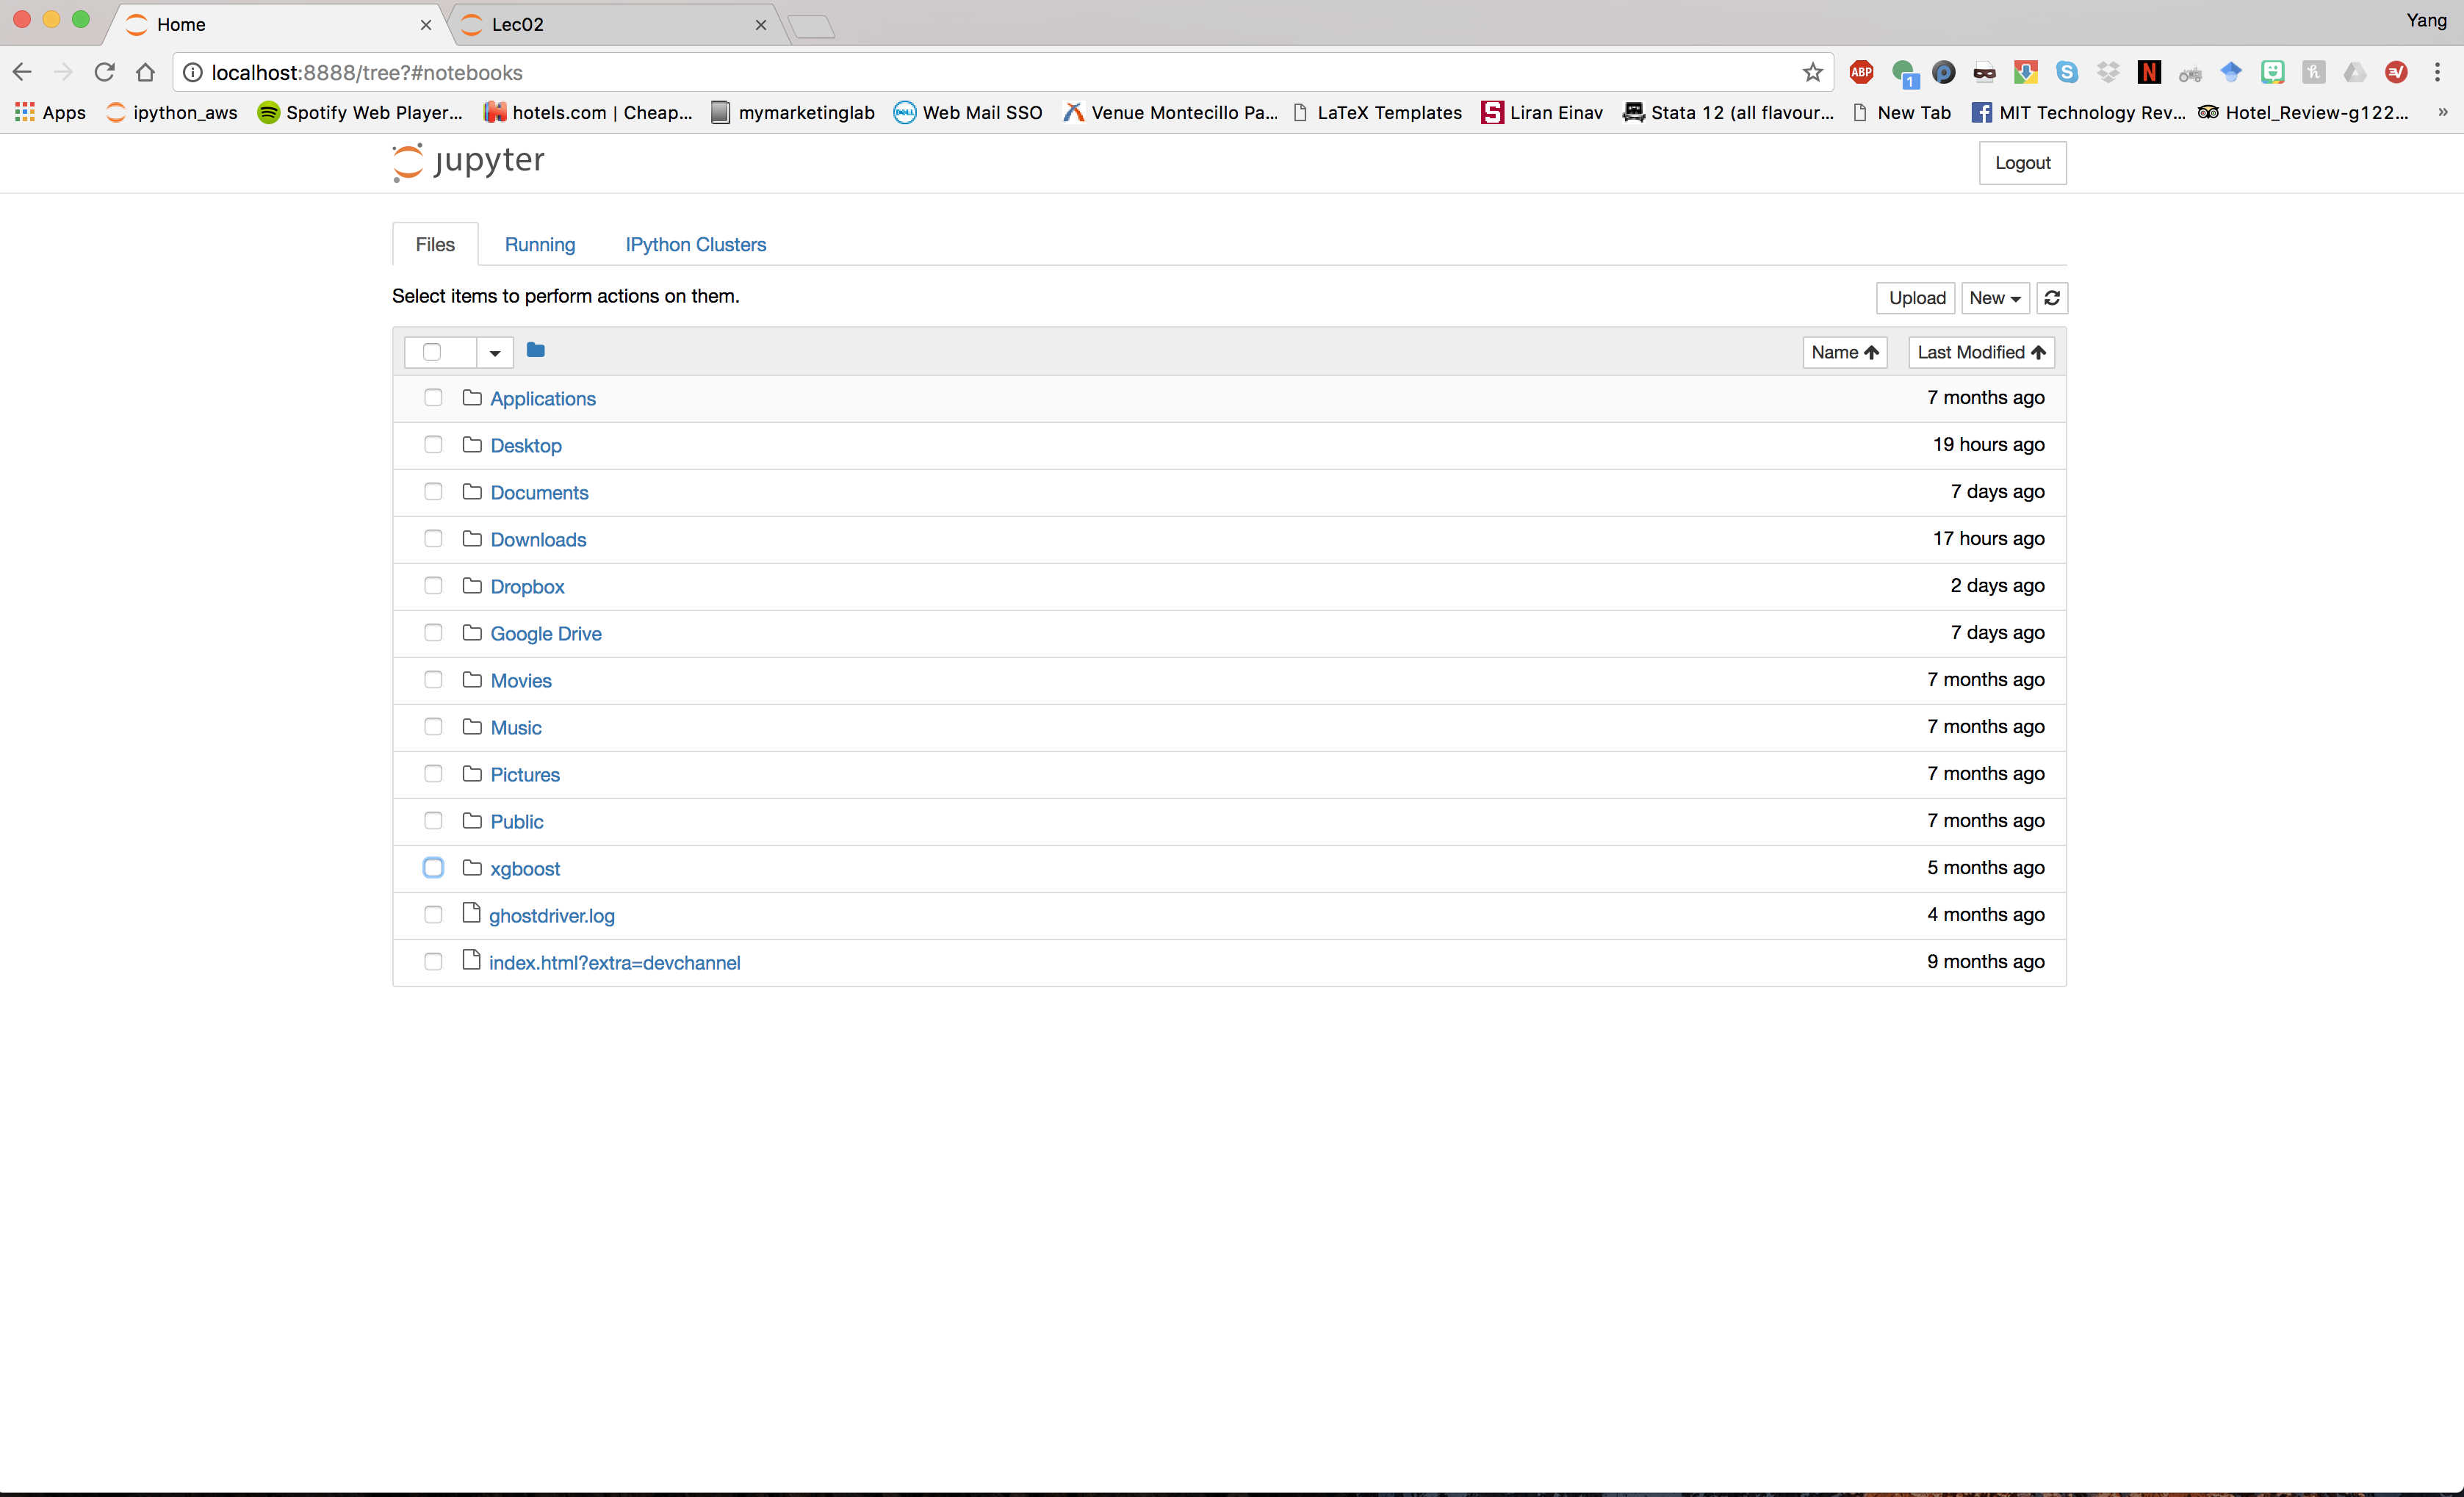 Home
Lec02
Yang
localhost:8888/tree?#notebooks
ABP
1
S
N
Apps ipython_aws Spotify Web Player... hotels.com | Cheap... mymarketinglab Web Mail SSO Venue Montecillo Pa... LaTeX Templates Liran Einav Stata 12 (all flavour... New Tab MIT Technology Rev... Hotel_Review-g122... »
jupyter
Logout
Files Running IPython Clusters
Select items to perform actions on them.
Upload New
Name Last Modified
Applications 7 months ago
Desktop 19 hours ago
Documents 7 days ago
Downloads 17 hours ago
Dropbox 2 days ago
Google Drive 7 days ago
Movies 7 months ago
Music 7 months ago
Pictures 7 months ago
Public 7 months ago
xgboost 5 months ago
ghostdriver.log 4 months ago
index.html?extra=devchannel 9 months ago